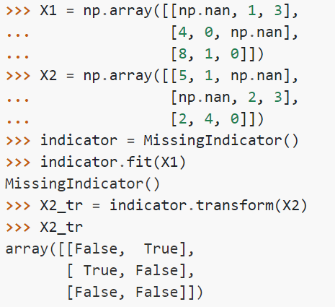 >>> X1 = np.array([[np.nan, 1, 3],
...                [4, 0, np.nan],
...                [8, 1, 0]])
>>> X2 = np.array([[5, 1, np.nan],
...                [np.nan, 2, 3],
...                [2, 4, 0]])
>>> indicator = MissingIndicator()
>>> indicator.fit(X1)
MissingIndicator()
>>> X2_tr = indicator.transform(X2)
>>> X2_tr
array([[False,  True],
       [ True, False],
       [False, False]])